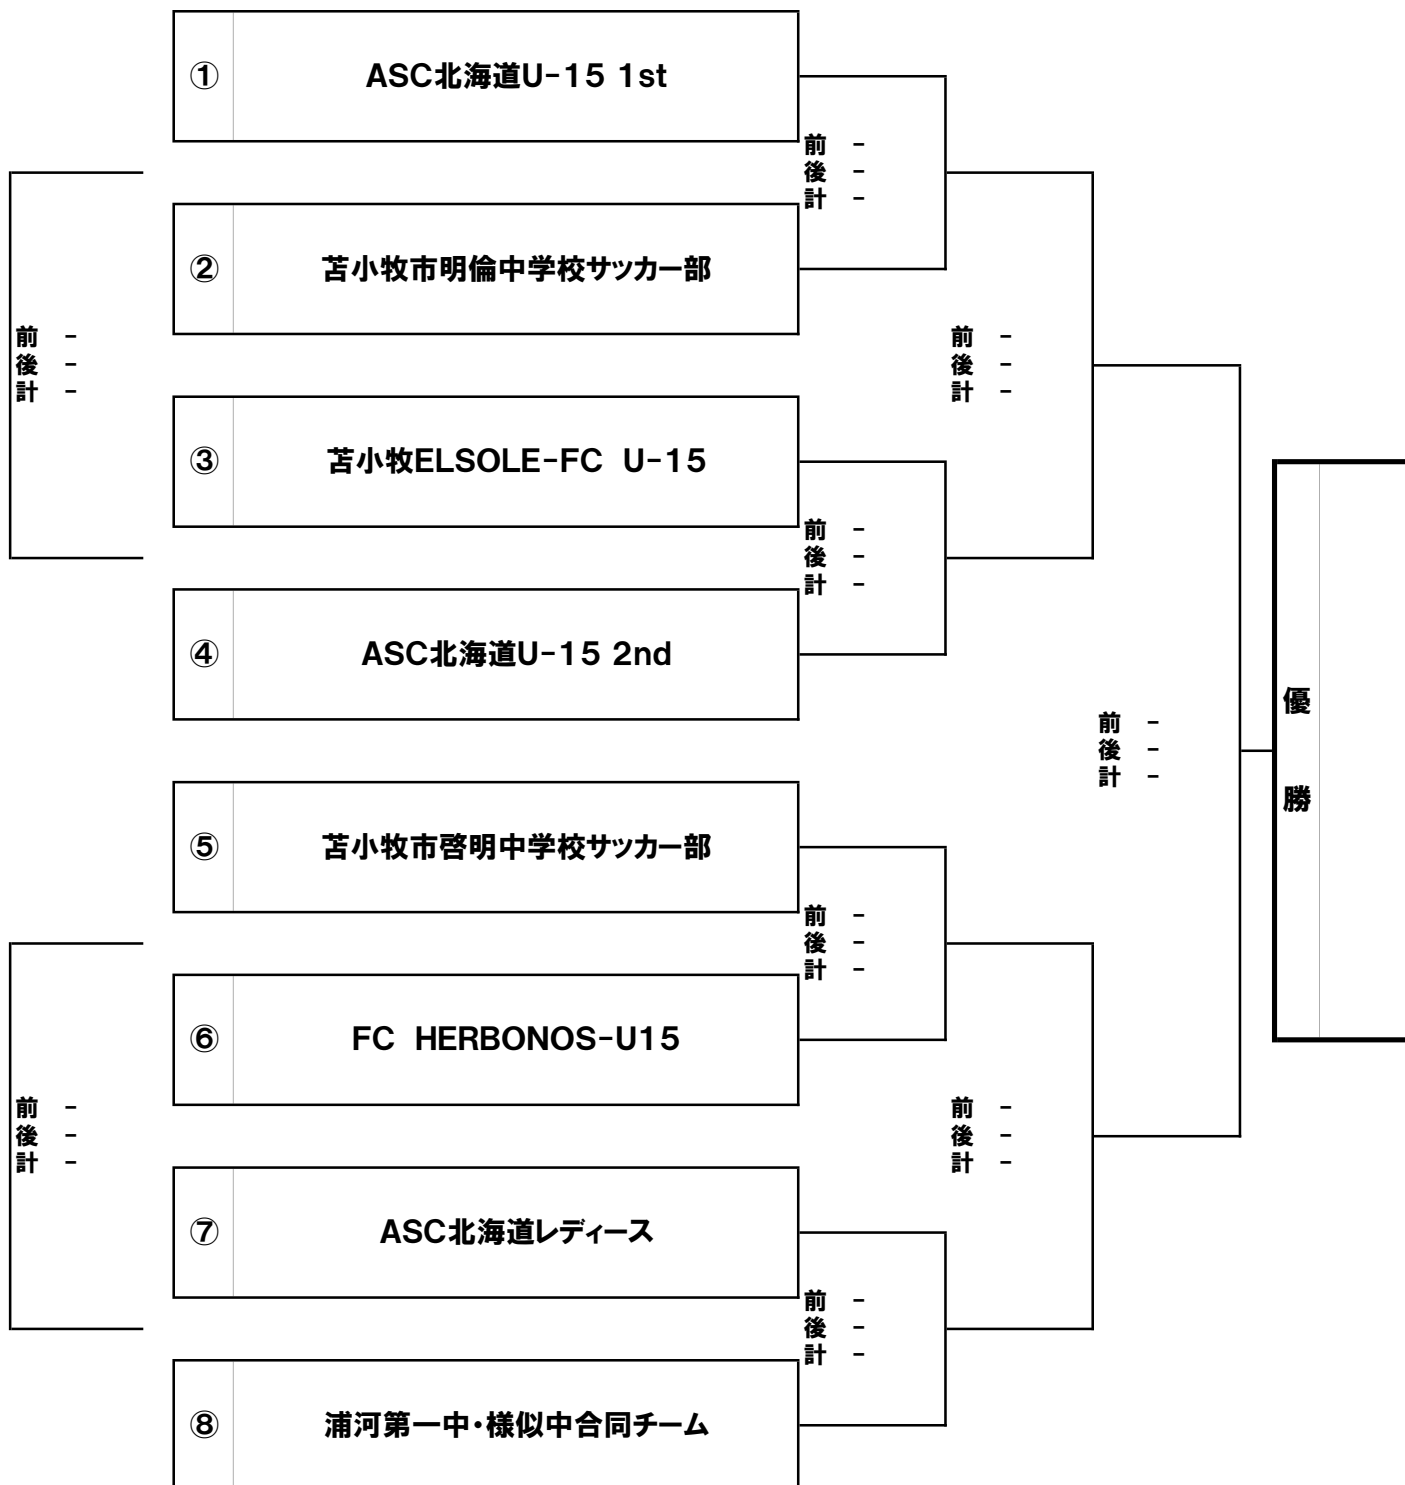 ① ASC北海道U-15 1st
前 -
後 -
計 -
② 苫小牧市明倫中学校サッカー部
前 -
後 -
計 -
前 -
後 -
計 -
③ 苫小牧ELSOLE-FC U-15
前 -
後 -
計 -
④ ASC北海道U-15 2nd
優勝
前 -
後 -
計 -
⑤ 苫小牧市啓明中学校サッカー部
前 -
後 -
計 -
⑥ FC HERBONOS-U15
前 -
後 -
計 -
前 -
後 -
計 -
⑦ ASC北海道レディース
前 -
後 -
計 -
⑧ 浦河第一中・様似中合同チーム